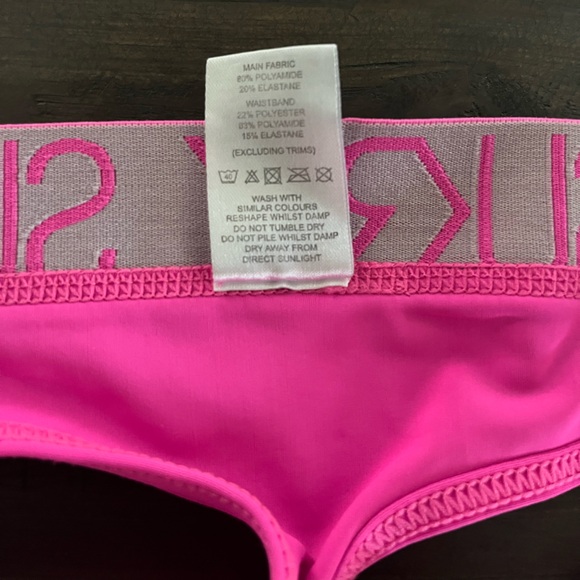 MAIN FABRIC
80% POLYAMIDE
20% ELASTANE
WAISTBAND
22% POLYESTER
63% POLYAMIDE
15% ELASTANE
(EXCLUDING TRIMS)
40
WASH WITH
SIMILAR COLOURS
RESHAPE WHILST DAMP
DO NOT TUMBLE DRY
DO NOT PILE WHILST DAMP
DRY AWAY FROM
DIRECT SUNLIGHT